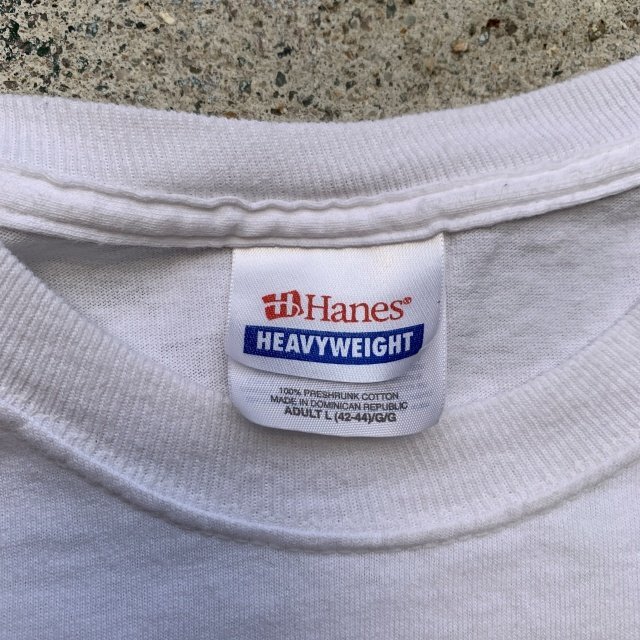 Hanes®
HEAVYWEIGHT
100% PRESHRUNK COTTON
MADE IN DOMINICAN REPUBLIC
ADULT L (42-44)/G/G